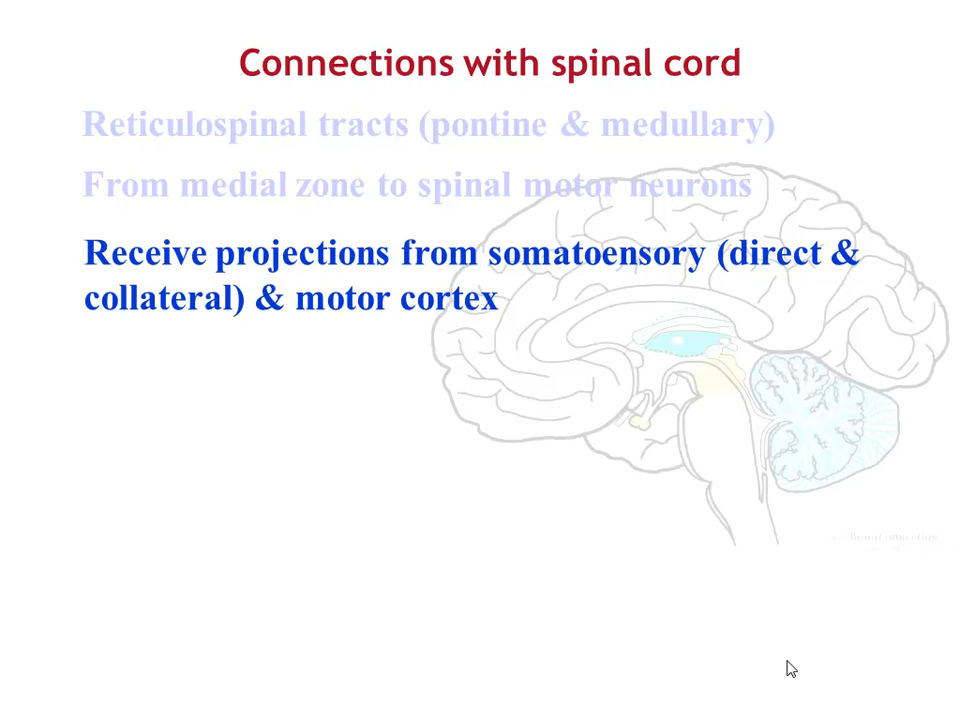 Connections with spinal cord
Reticulospinal tracts (pontine & medullary)
From medial zone to spinal motor neurons
Receive projections from somatoensory (direct &
collateral) & motor cortex